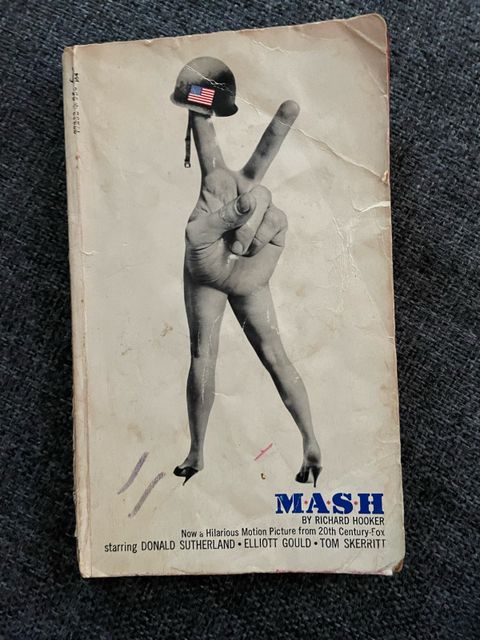 M*A*S*H
BY RICHARD HOOKER
Now a Hilarious Motion Picture from 20th Century-Fox
starring DONALD SUTHERLAND • ELLIOTT GOULD • TOM SKERRITT